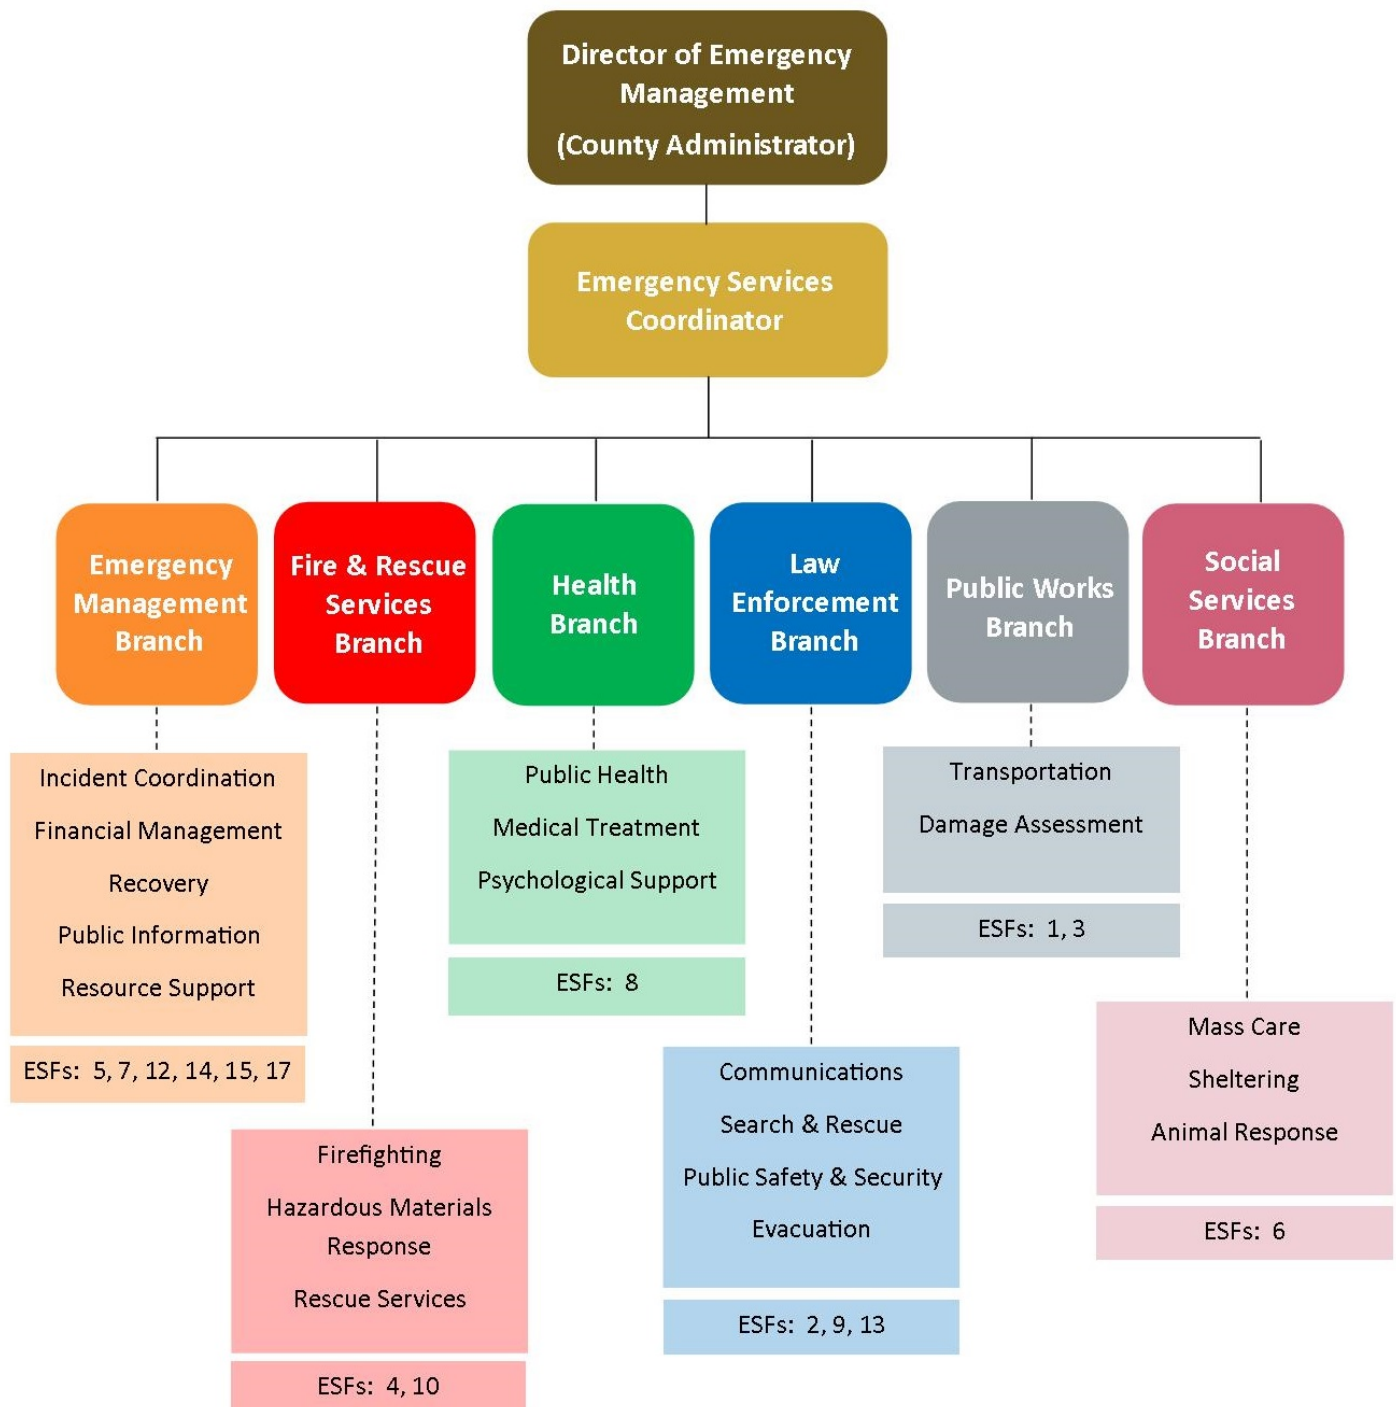 Director of Emergency
Management
(County Administrator)
Emergency Services
Coordinator
Emergency
Management
Branch
Fire & Rescue
Services
Branch
Health
Branch
Law
Enforcement
Branch
Public Works
Branch
Social
Services
Branch
Incident Coordination
Financial Management
Recovery
Public Information
Resource Support
ESFs: 5, 7, 12, 14, 15, 17
Firefighting
Hazardous Materials
Response
Rescue Services
ESFs: 4, 10
Public Health
Medical Treatment
Psychological Support
ESFs: 8
Communications
Search & Rescue
Public Safety & Security
Evacuation
ESFs: 2, 9, 13
Transportation
Damage Assessment
ESFs: 1, 3
Mass Care
Sheltering
Animal Response
ESFs: 6